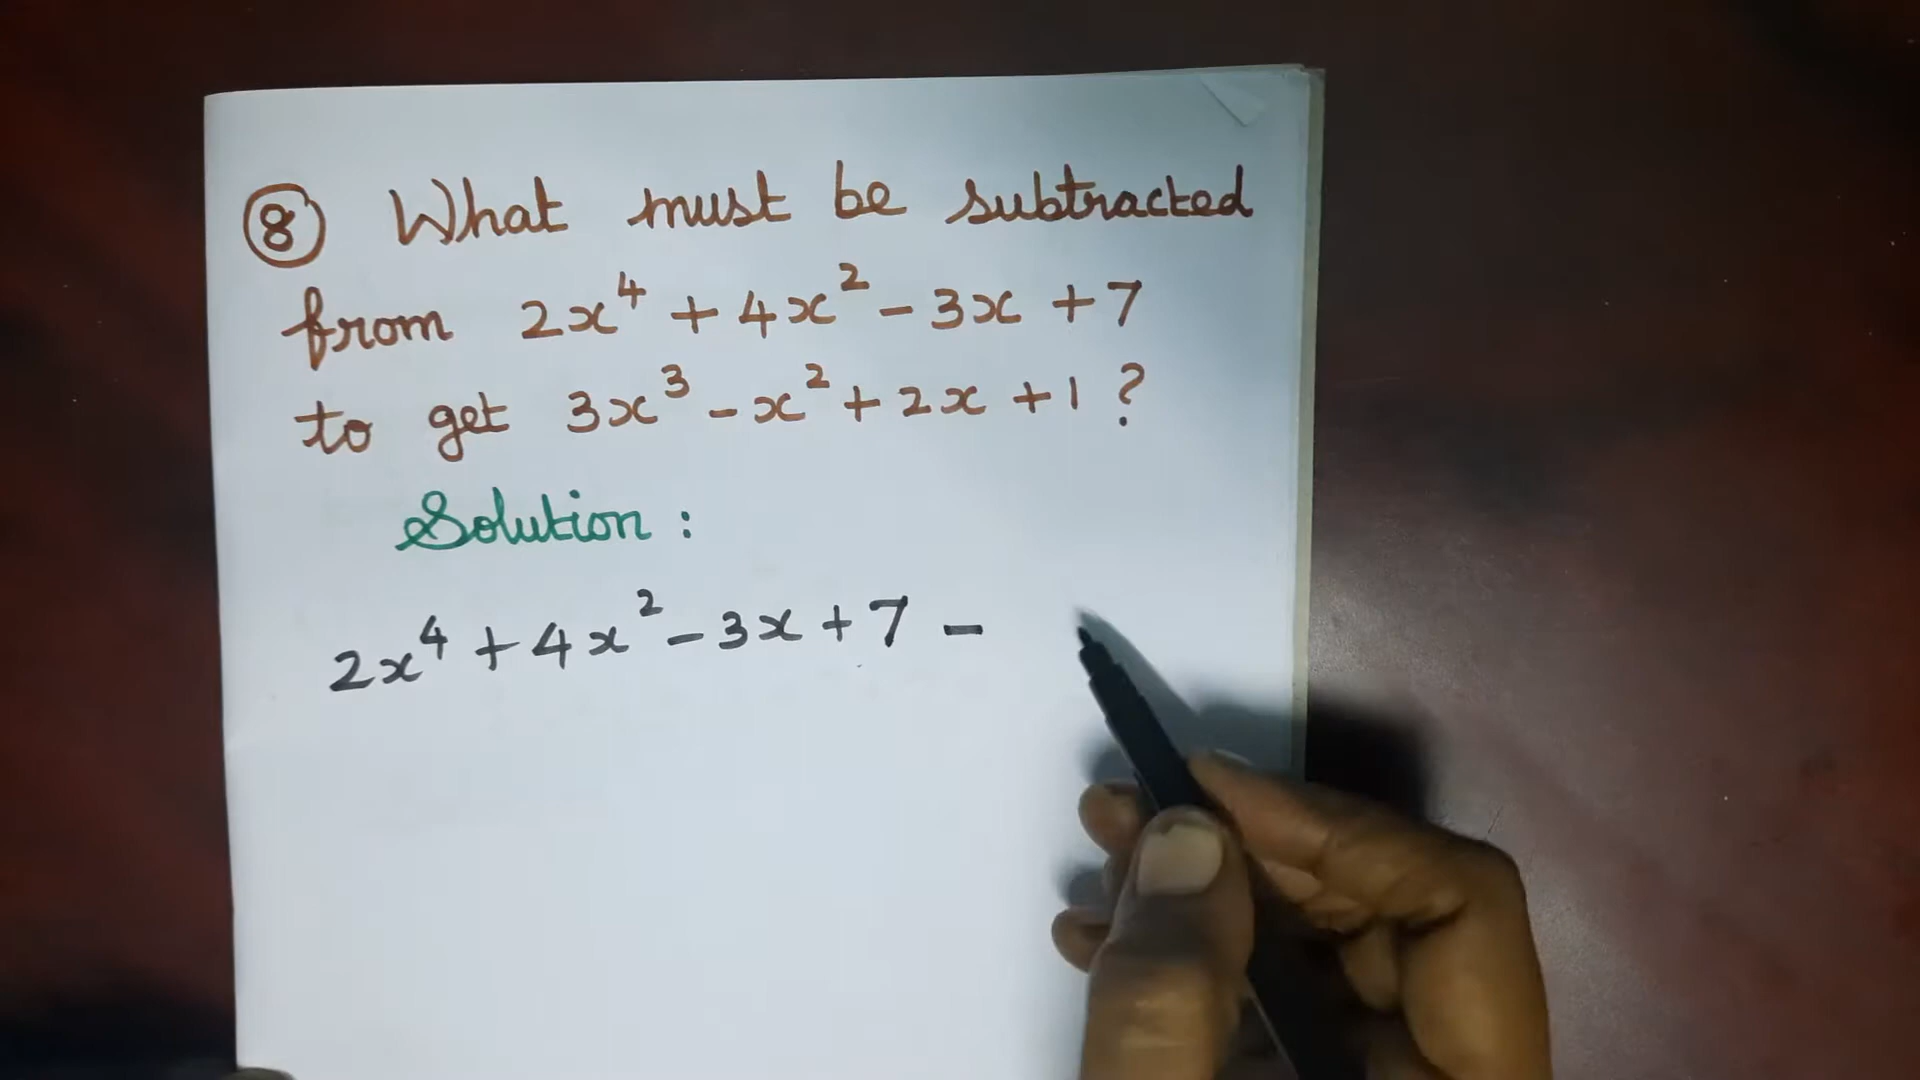 ⑧ What must be subtracted
from 2x⁴ + 4x² - 3x + 7
to get 3x³ - x² + 2x + 1 ?
Solution :
2x⁴ + 4x² - 3x + 7 -